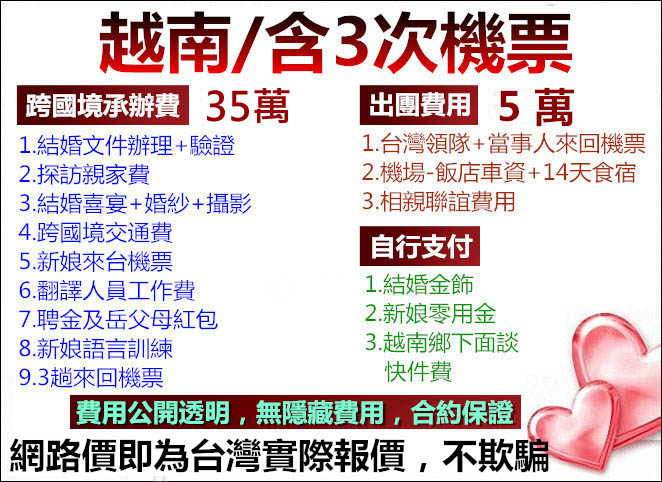 越南/含3次機票
跨國境承辦費 35萬
1.結婚文件辦理+驗證
2.探訪親家費
3.結婚喜宴+婚紗+攝影
4.跨國境交通費
5.新娘來台機票
6.翻譯人員工作費
7.聘金及岳父母紅包
8.新娘語言訓練
9.3趟來回機票
出團費用 5 萬
1.台灣領隊+當事人來回機票
2.機場-飯店車資+14天食宿
3.相親聯誼費用
自行支付
1.結婚金飾
2.新娘零用金
3.越南鄉下面談
快件費
費用公開透明，無隱藏費用，合約保證
網路價即為台灣實際報價，不欺騙